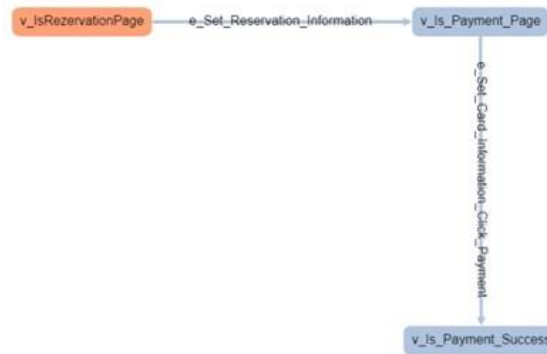 v_IsRezervationPage
e_Set_Reservation_Information
v_Is_Payment_Page
e_Set_Card_Information_Click_Payment
v_Is_Payment_Success